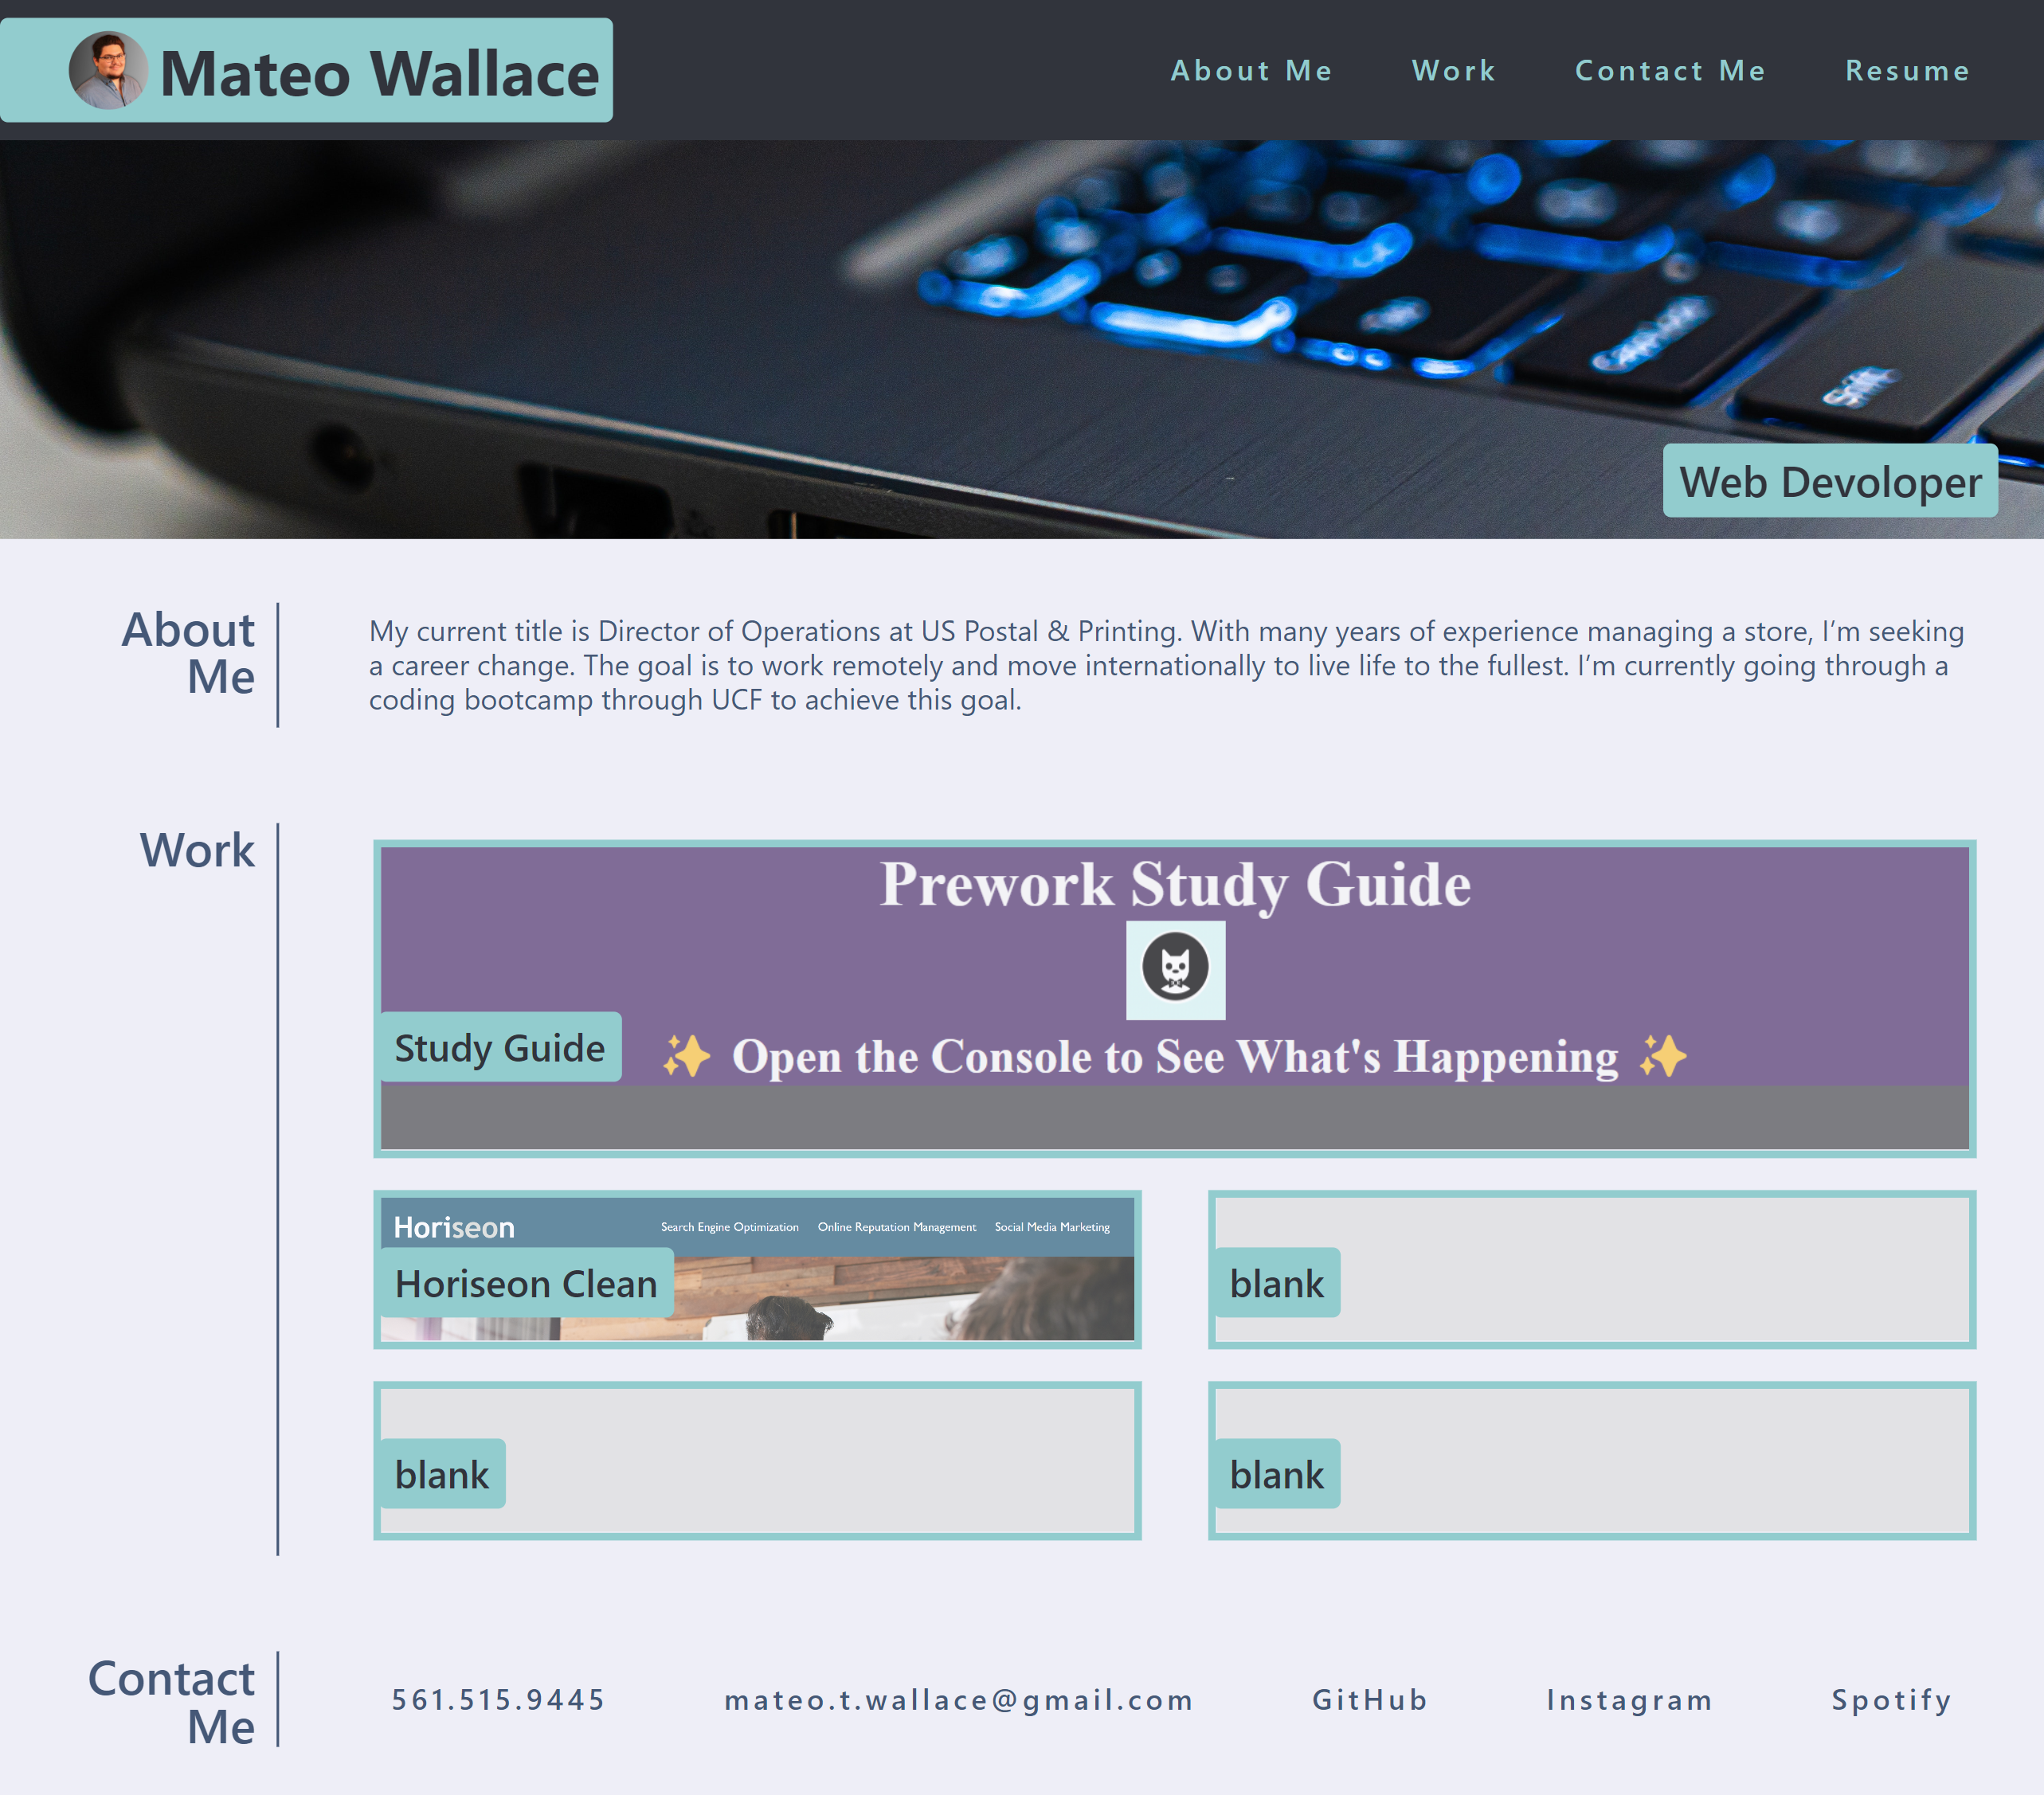 Mateo Wallace
About Me
Work
Contact Me
Resume
Shift
Web Devoloper
About
Me
My current title is Director of Operations at US Postal & Printing. With many years of experience managing a store, I’m seeking
a career change. The goal is to work remotely and move internationally to live life to the fullest. I’m currently going through a
coding bootcamp through UCF to achieve this goal.
Work
Prework Study Guide
Study Guide
✨ Open the Console to See What's Happening ✨
Horiseon
Search Engine Optimization
Online Reputation Management
Social Media Marketing
Horiseon Clean
blank
blank
blank
Contact
Me
561.515.9445
mateo.t.wallace@gmail.com
GitHub
Instagram
Spotify